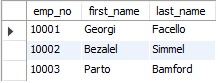 emp_no first_name last_name
10001 Georgi Facello
10002 Bezalel Simmel
10003 Parto Bamford